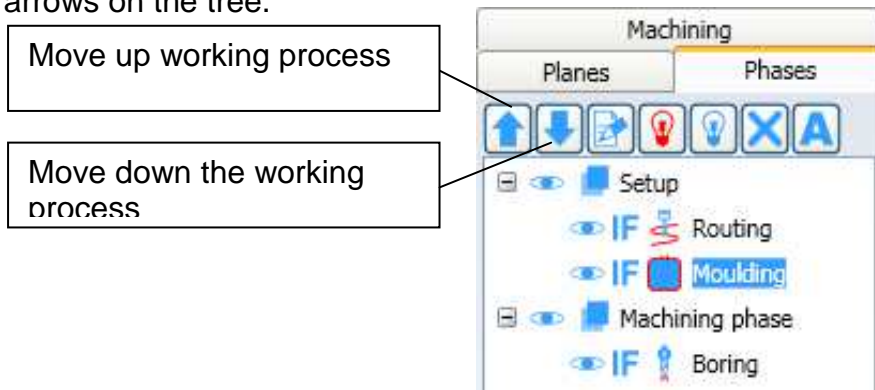 arrows on the tree.
Move up working process
Move down the working
process
Machining
Planes Phases
A
Setup
IF Routing
IF Moulding
Machining phase
IF Boring